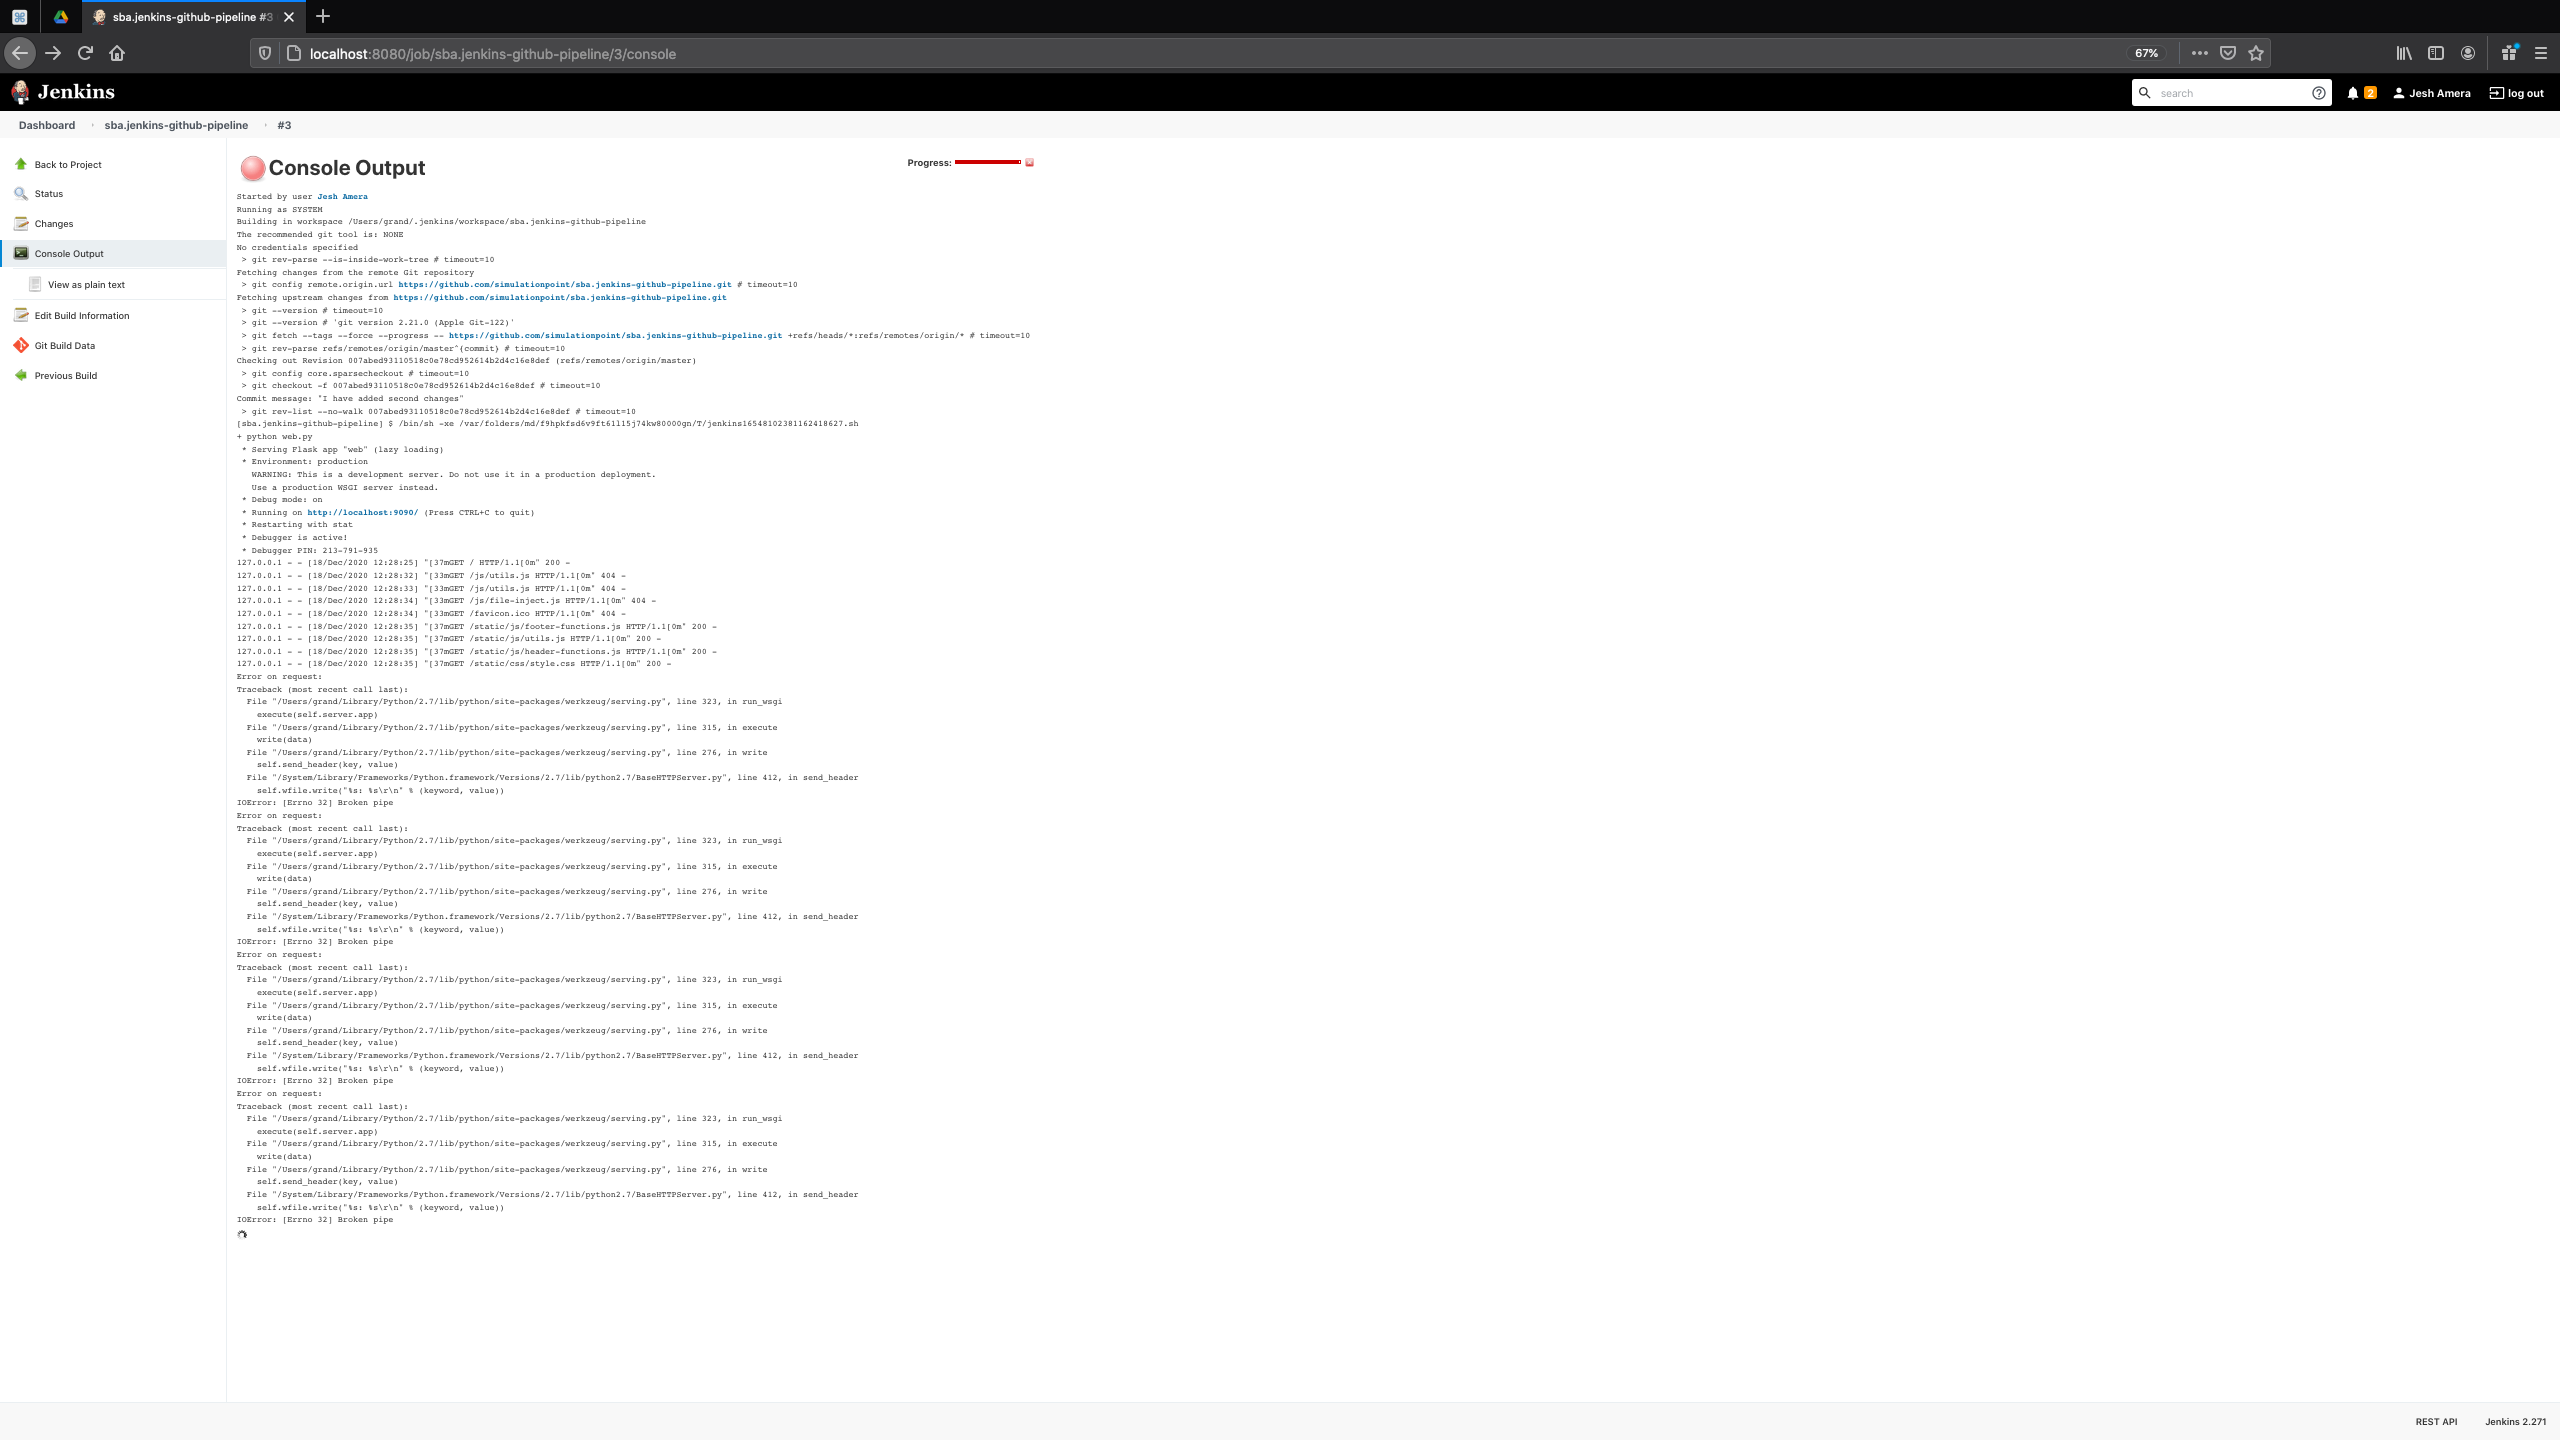 sba.jenkins-github-pipeline #3
localhost:8080/job/sba.jenkins-github-pipeline/3/console
67%
Jenkins
search
2
Jesh Amera
log out
Dashboard
sba.jenkins-github-pipeline
#3
Back to Project
Status
Changes
Console Output
View as plain text
Edit Build Information
Git Build Data
Previous Build
Console Output
Progress:
Started by user Jesh Amera
Running as SYSTEM
Building in workspace /Users/grand/.jenkins/workspace/sba.jenkins-github-pipeline
The recommended git tool is: NONE
No credentials specified
 > git rev-parse --is-inside-work-tree # timeout=10
Fetching changes from the remote Git repository
 > git config remote.origin.url https://github.com/simulationpoint/sba.jenkins-github-pipeline.git # timeout=10
Fetching upstream changes from https://github.com/simulationpoint/sba.jenkins-github-pipeline.git
 > git --version # timeout=10
 > git --version # 'git version 2.21.0 (Apple Git-122)'
 > git fetch --tags --force --progress -- https://github.com/simulationpoint/sba.jenkins-github-pipeline.git +refs/heads/*:refs/remotes/origin/* # timeout=10
 > git rev-parse refs/remotes/origin/master^{commit} # timeout=10
Checking out Revision 007abed93110518c0e78cd952614b2d4c16e8def (refs/remotes/origin/master)
 > git config core.sparsecheckout # timeout=10
 > git checkout -f 007abed93110518c0e78cd952614b2d4c16e8def # timeout=10
Commit message: "I have added second changes"
 > git rev-list --no-walk 007abed93110518c0e78cd952614b2d4c16e8def # timeout=10
[sba.jenkins-github-pipeline] $ /bin/sh -xe /var/folders/md/f9hpkfsd6v9ft61l15j74kw80000gn/T/jenkins16548102381162418627.sh
+ python web.py
 * Serving Flask app "web" (lazy loading)
 * Environment: production
   WARNING: This is a development server. Do not use it in a production deployment.
   Use a production WSGI server instead.
 * Debug mode: on
 * Running on http://localhost:9090/ (Press CTRL+C to quit)
 * Restarting with stat
 * Debugger is active!
 * Debugger PIN: 213-791-935
127.0.0.1 - - [18/Dec/2020 12:28:25] "[37mGET / HTTP/1.1[0m" 200 -
127.0.0.1 - - [18/Dec/2020 12:28:32] "[33mGET /js/utils.js HTTP/1.1[0m" 404 -
127.0.0.1 - - [18/Dec/2020 12:28:33] "[33mGET /js/utils.js HTTP/1.1[0m" 404 -
127.0.0.1 - - [18/Dec/2020 12:28:34] "[33mGET /js/file-inject.js HTTP/1.1[0m" 404 -
127.0.0.1 - - [18/Dec/2020 12:28:34] "[33mGET /favicon.ico HTTP/1.1[0m" 404 -
127.0.0.1 - - [18/Dec/2020 12:28:35] "[37mGET /static/js/footer-functions.js HTTP/1.1[0m" 200 -
127.0.0.1 - - [18/Dec/2020 12:28:35] "[37mGET /static/js/utils.js HTTP/1.1[0m" 200 -
127.0.0.1 - - [18/Dec/2020 12:28:35] "[37mGET /static/js/header-functions.js HTTP/1.1[0m" 200 -
127.0.0.1 - - [18/Dec/2020 12:28:35] "[37mGET /static/css/style.css HTTP/1.1[0m" 200 -
Error on request:
Traceback (most recent call last):
  File "/Users/grand/Library/Python/2.7/lib/python/site-packages/werkzeug/serving.py", line 323, in run_wsgi
    execute(self.server.app)
  File "/Users/grand/Library/Python/2.7/lib/python/site-packages/werkzeug/serving.py", line 315, in execute
    write(data)
  File "/Users/grand/Library/Python/2.7/lib/python/site-packages/werkzeug/serving.py", line 276, in write
    self.send_header(key, value)
  File "/System/Library/Frameworks/Python.framework/Versions/2.7/lib/python2.7/BaseHTTPServer.py", line 412, in send_header
    self.wfile.write("%s: %s\r\n" % (keyword, value))
IOError: [Errno 32] Broken pipe
Error on request:
Traceback (most recent call last):
  File "/Users/grand/Library/Python/2.7/lib/python/site-packages/werkzeug/serving.py", line 323, in run_wsgi
    execute(self.server.app)
  File "/Users/grand/Library/Python/2.7/lib/python/site-packages/werkzeug/serving.py", line 315, in execute
    write(data)
  File "/Users/grand/Library/Python/2.7/lib/python/site-packages/werkzeug/serving.py", line 276, in write
    self.send_header(key, value)
  File "/System/Library/Frameworks/Python.framework/Versions/2.7/lib/python2.7/BaseHTTPServer.py", line 412, in send_header
    self.wfile.write("%s: %s\r\n" % (keyword, value))
IOError: [Errno 32] Broken pipe
Error on request:
Traceback (most recent call last):
  File "/Users/grand/Library/Python/2.7/lib/python/site-packages/werkzeug/serving.py", line 323, in run_wsgi
    execute(self.server.app)
  File "/Users/grand/Library/Python/2.7/lib/python/site-packages/werkzeug/serving.py", line 315, in execute
    write(data)
  File "/Users/grand/Library/Python/2.7/lib/python/site-packages/werkzeug/serving.py", line 276, in write
    self.send_header(key, value)
  File "/System/Library/Frameworks/Python.framework/Versions/2.7/lib/python2.7/BaseHTTPServer.py", line 412, in send_header
    self.wfile.write("%s: %s\r\n" % (keyword, value))
IOError: [Errno 32] Broken pipe
Error on request:
Traceback (most recent call last):
  File "/Users/grand/Library/Python/2.7/lib/python/site-packages/werkzeug/serving.py", line 323, in run_wsgi
    execute(self.server.app)
  File "/Users/grand/Library/Python/2.7/lib/python/site-packages/werkzeug/serving.py", line 315, in execute
    write(data)
  File "/Users/grand/Library/Python/2.7/lib/python/site-packages/werkzeug/serving.py", line 276, in write
    self.send_header(key, value)
  File "/System/Library/Frameworks/Python.framework/Versions/2.7/lib/python2.7/BaseHTTPServer.py", line 412, in send_header
    self.wfile.write("%s: %s\r\n" % (keyword, value))
IOError: [Errno 32] Broken pipe
REST API
Jenkins 2.271